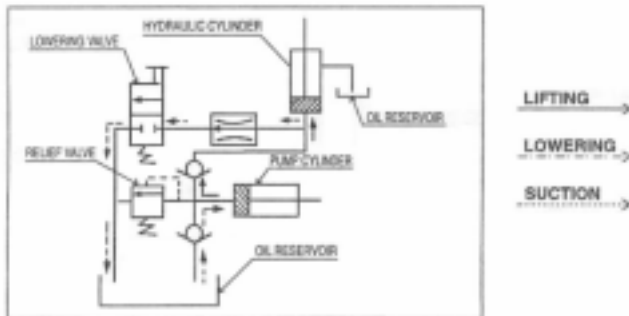 HYDRAULIC CYLINDER
LOWERING VALVE
OIL RESERVOIR
RELIEF VALVE
PUMP CYLINDER
OIL RESERVOIR
LIFTING
LOWERING
SUCTION